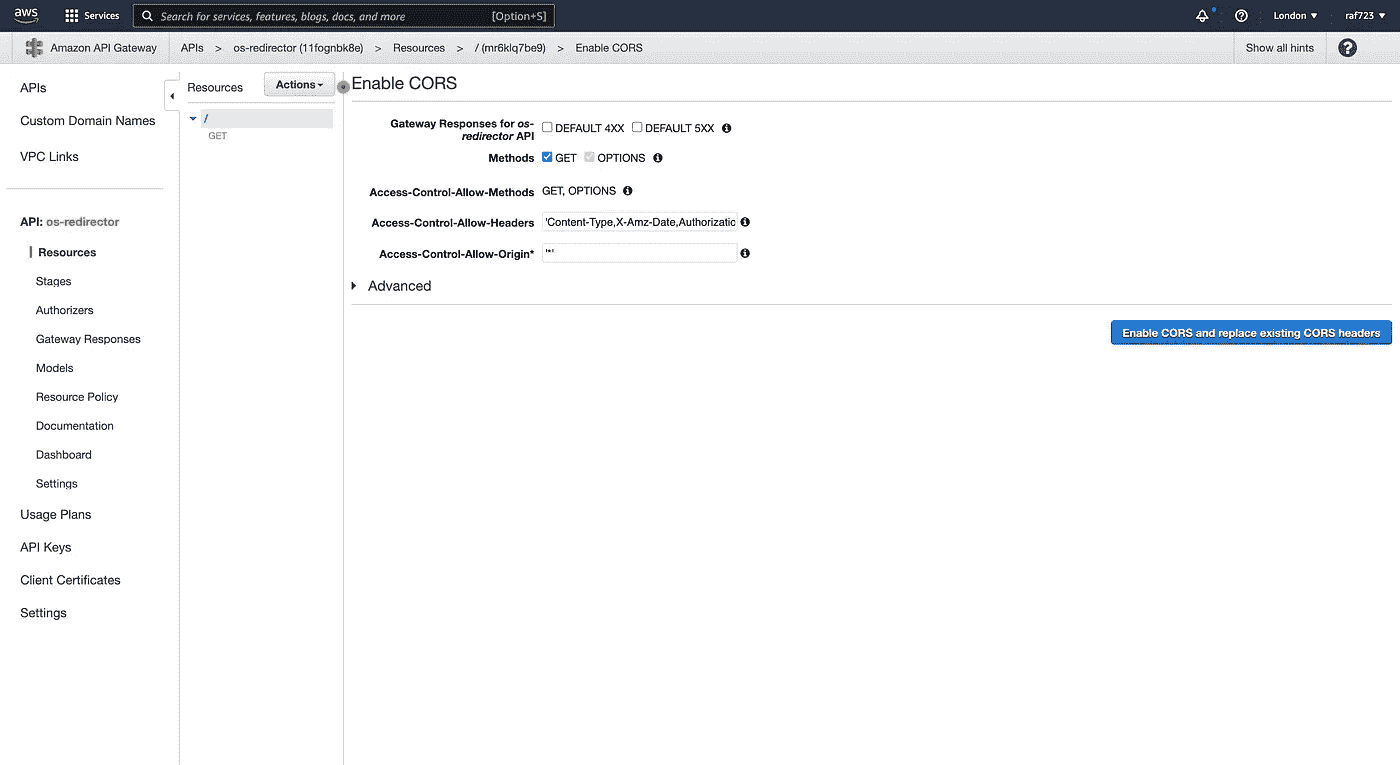 aws Services Search for services, features, blogs, docs, and more [Option+S] London ▼ raf723 ▼
Amazon API Gateway APIs > os-redirector (11fognbk8e) > Resources > / (mr6klq7be9) > Enable CORS Show all hints
APIs
Custom Domain Names
VPC Links
API: os-redirector
Resources
Stages
Authorizers
Gateway Responses
Models
Resource Policy
Documentation
Dashboard
Settings
Usage Plans
API Keys
Client Certificates
Settings
Resources Actions
/
GET
Enable CORS
Gateway Responses for os-
redirector API
DEFAULT 4XX DEFAULT 5XX
Methods GET OPTIONS
Access-Control-Allow-Methods GET, OPTIONS
Access-Control-Allow-Headers 'Content-Type,X-Amz-Date,Authorizatio
Access-Control-Allow-Origin* '*'
Advanced
Enable CORS and replace existing CORS headers